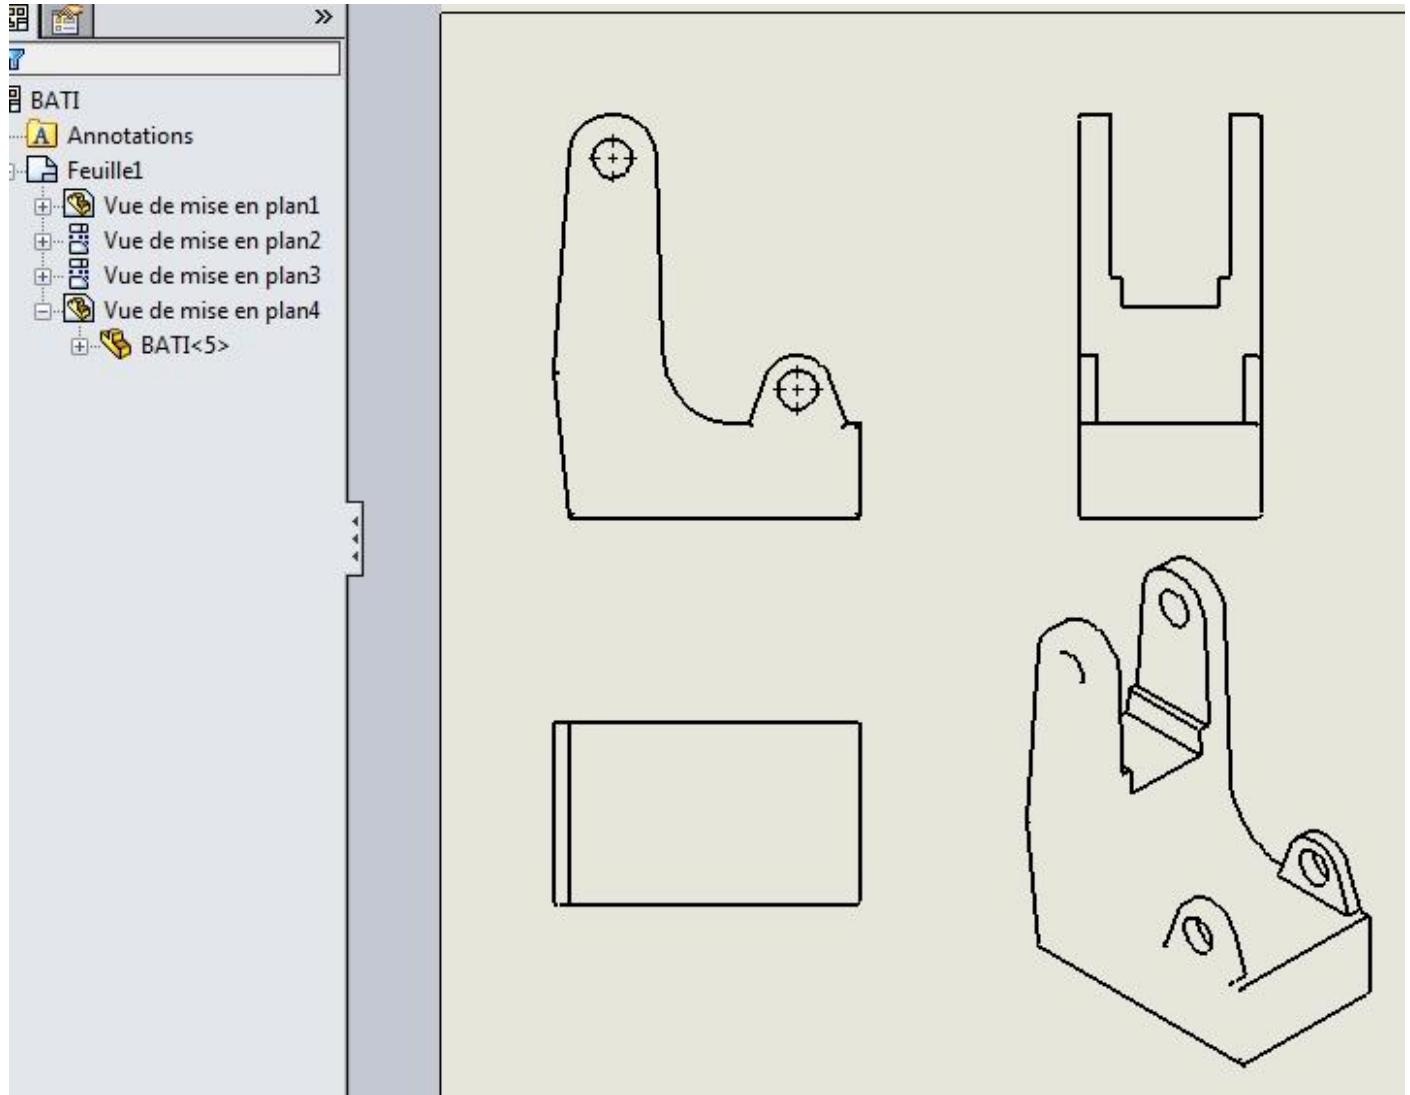 »
BATI
A Annotations
Feuille1
Vue de mise en plan1
Vue de mise en plan2
Vue de mise en plan3
Vue de mise en plan4
BATI<5>